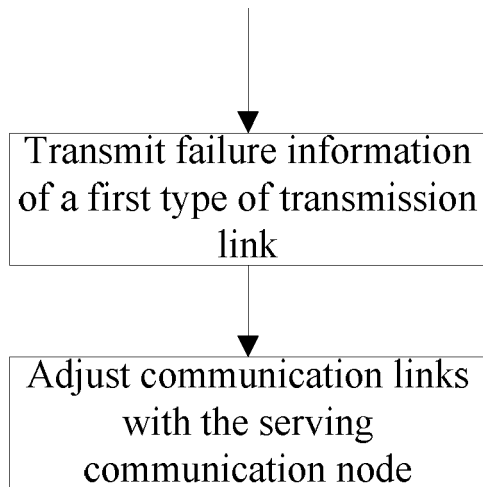 Transmit failure information
of a first type of transmission
link
Adjust communication links
with the serving
communication node